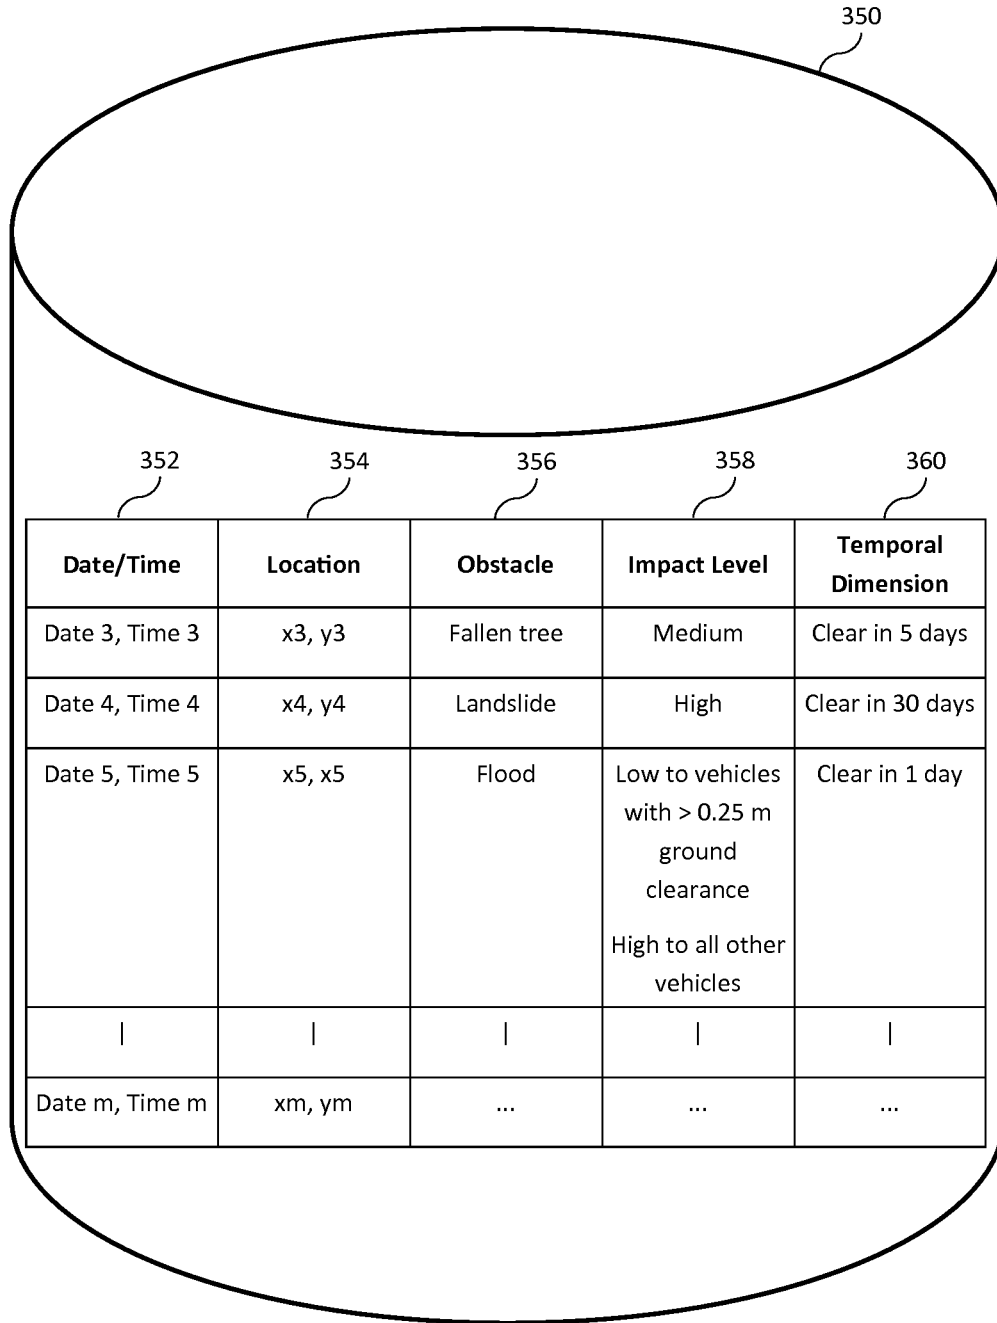 350
352 354 356 358 360
Date/Time Location Obstacle Impact Level Temporal Dimension
Date 3, Time 3 x3, y3 Fallen tree Medium Clear in 5 days
Date 4, Time 4 x4, y4 Landslide High Clear in 30 days
Date 5, Time 5 x5, x5 Flood Low to vehicles Clear in 1 day
with > 0.25 m
ground
clearance
High to all other
vehicles
| | | | |
Date m, Time m xm, ym ... ... ...